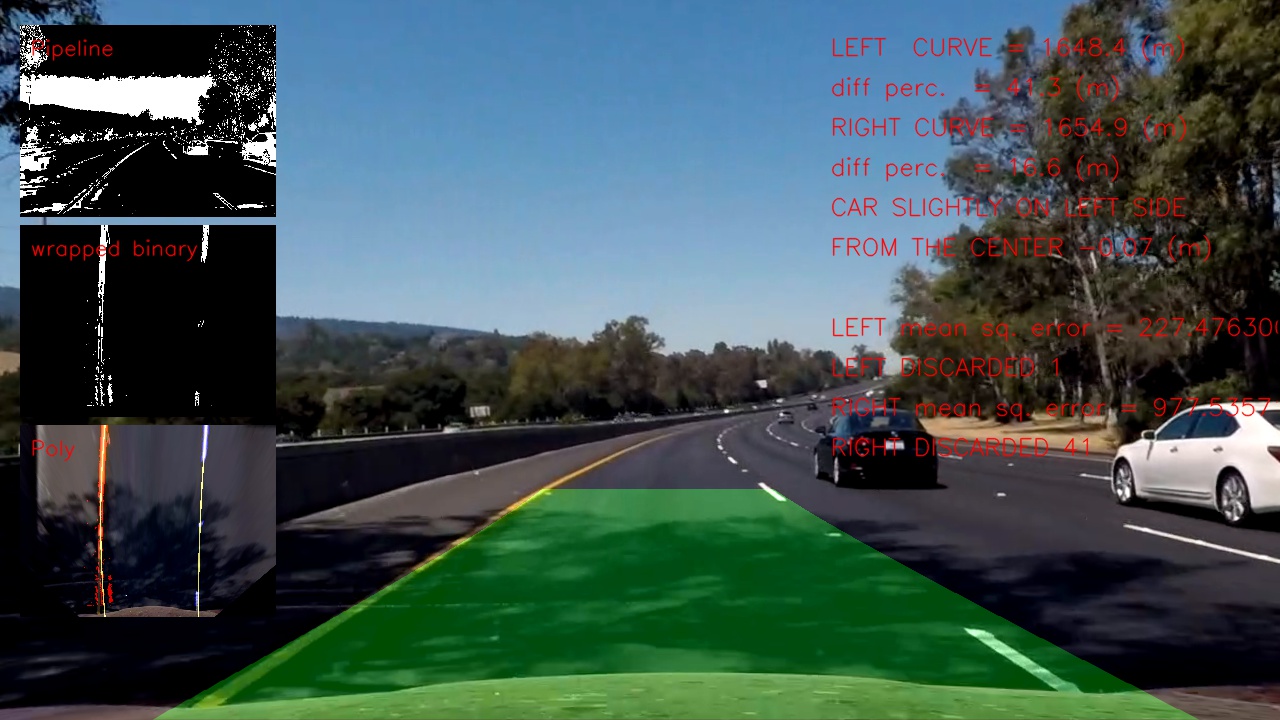 Pipeline
wrapped binary
Poly
LEFT CURVE = 1648.4 (m)
diff perc. = 41.3 (m)
RIGHT CURVE = 1654.9 (m)
diff perc. = 16.6 (m)
CAR SLIGHTLY ON LEFT SIDE
FROM THE CENTER -0.07 (m)
LEFT mean sq. error = 227.476300
LEFT DISCARDED 1
RIGHT mean sq. error = 977.5357
RIGHT DISCARDED 41